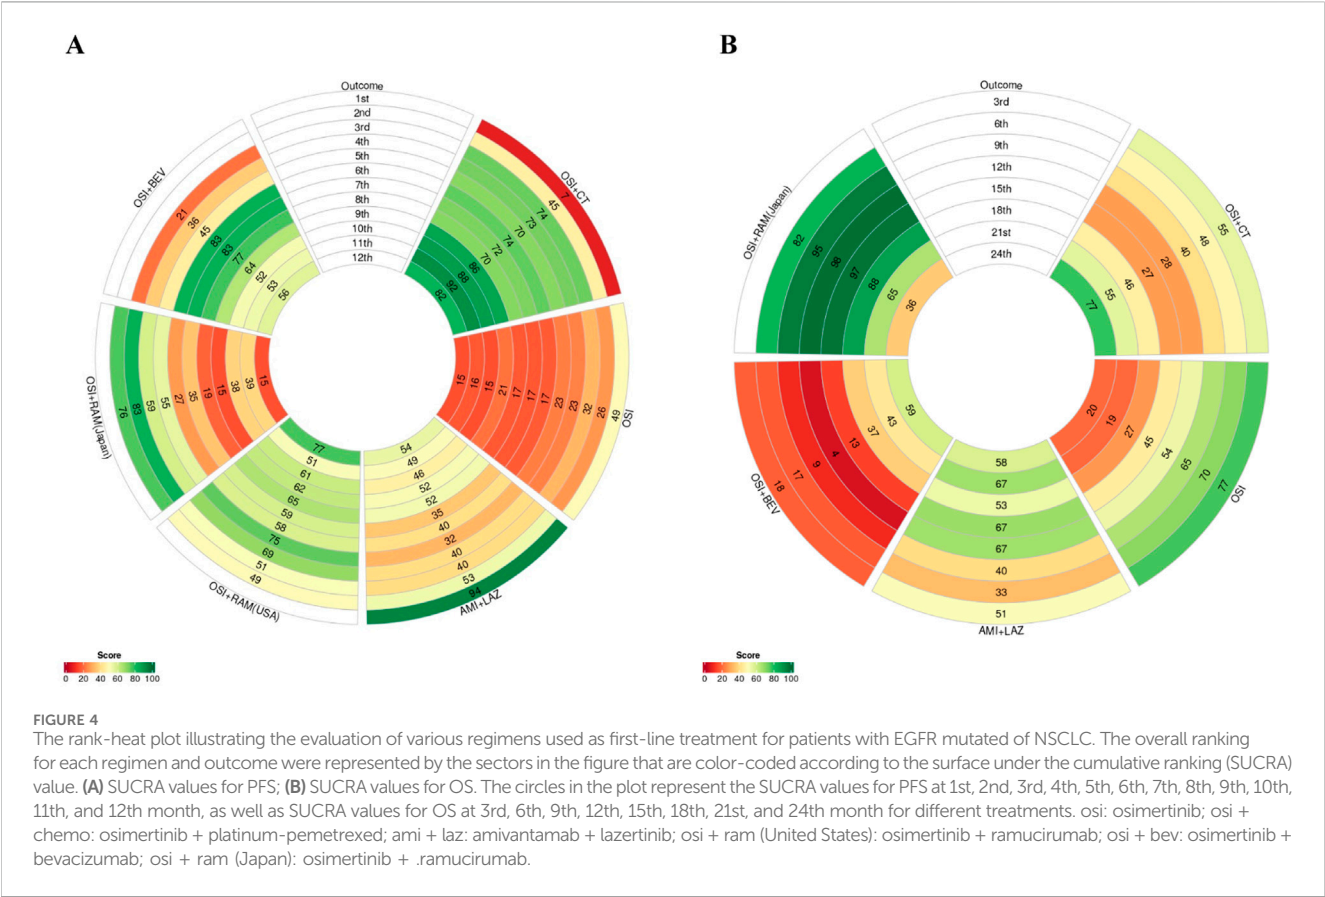 A
Outcome
1st
2nd
3rd
4th
5th
6th
7th
8th
9th
10th
11th
12th
OSI+CT
7
45
74
73
70
74
72
70
86
88
92
82
OSI
49
26
32
23
23
17
17
17
21
15
16
15
AMI+LAZ
54
49
46
52
52
35
40
32
40
40
53
94
OSI+RAM(USA)
77
51
61
62
65
59
58
75
69
51
49
OSI+RAM(Japan)
76
83
59
55
27
35
19
15
38
39
15
OSI+BEV
21
36
45
83
83
77
64
52
53
56
Score
0 20 40 60 80 100
B
Outcome
3rd
6th
9th
12th
15th
18th
21st
24th
OSI+CT
55
48
40
28
27
46
55
77
OSI
77
70
65
54
45
27
19
20
AMI+LAZ
58
67
53
67
67
40
33
51
OSI+BEV
18
17
9
4
13
37
43
59
OSI+RAM(Japan)
82
95
98
97
88
65
36
Score
0 20 40 60 80 100
FIGURE 4
The rank-heat plot illustrating the evaluation of various regimens used as first-line treatment for patients with EGFR mutated of NSCLC. The overall ranking
for each regimen and outcome were represented by the sectors in the figure that are color-coded according to the surface under the cumulative ranking (SUCRA)
value. (A) SUCRA values for PFS; (B) SUCRA values for OS. The circles in the plot represent the SUCRA values for PFS at 1st, 2nd, 3rd, 4th, 5th, 6th, 7th, 8th, 9th, 10th,
11th, and 12th month, as well as SUCRA values for OS at 3rd, 6th, 9th, 12th, 15th, 18th, 21st, and 24th month for different treatments. osi: osimertinib; osi +
chemo: osimertinib + platinum-pemetrexed; ami + laz: amivantamab + lazertinib; osi + ram (United States): osimertinib + ramucirumab; osi + bev: osimertinib +
bevacizumab; osi + ram (Japan): osimertinib + .ramucirumab.